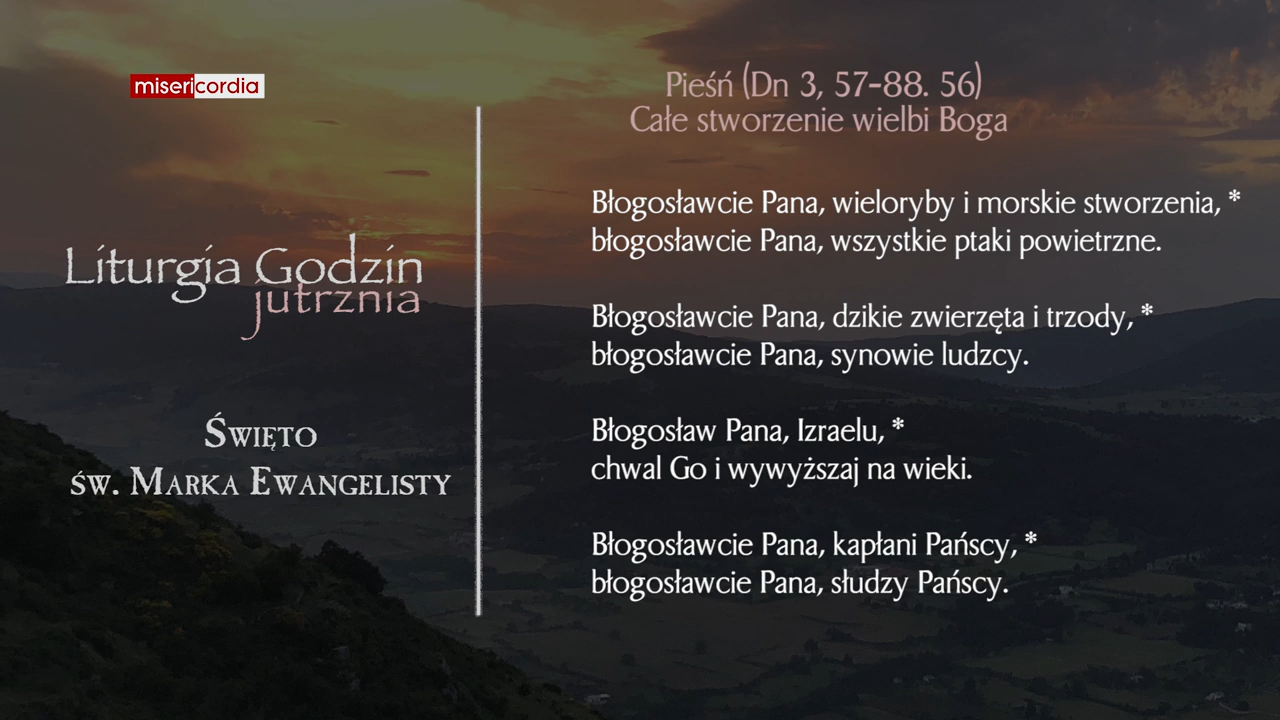 misericordia
Liturgia Godzin
jutrznia
Święto
św. Marka Ewangelisty
Pieśń (Dn 3, 57-88. 56)
Całe stworzenie wielbi Boga
Błogosławcie Pana, wieloryby i morskie stworzenia, *
błogosławcie Pana, wszystkie ptaki powietrzne.
Błogosławcie Pana, dzikie zwierzęta i trzody, *
błogosławcie Pana, synowie ludzcy.
Błogosław Pana, Izraelu, *
chwal Go i wywyższaj na wieki.
Błogosławcie Pana, kapłani Pańscy, *
błogosławcie Pana, słudzy Pańscy.